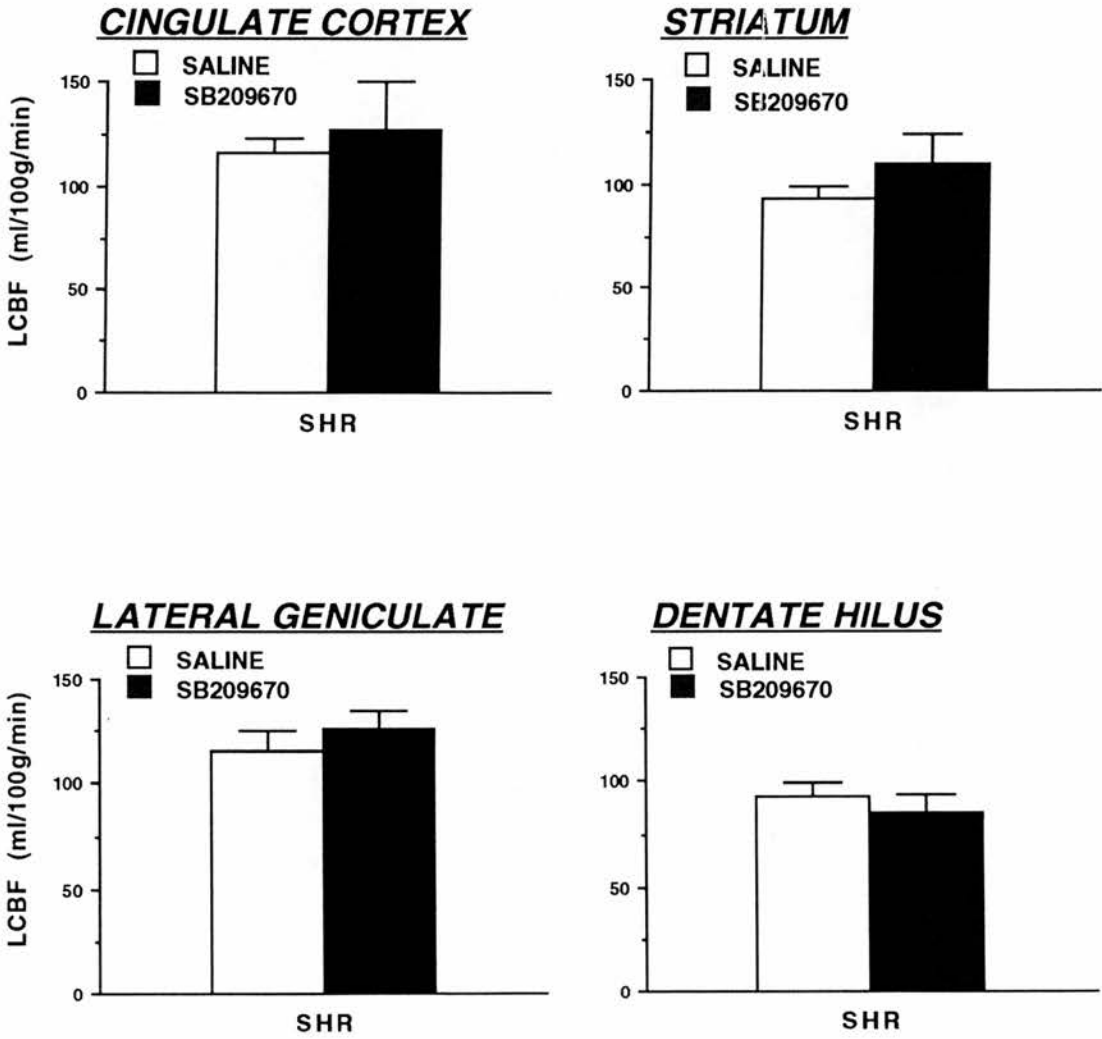 CINGULATE CORTEX
SALINE
SB209670
150
100
50
0
LCBF (ml/100g/min)
SHR
STRIATUM
SALINE
SB209670
150
100
50
0
SHR
LATERAL GENICULATE
SALINE
SB209670
150
100
50
0
LCBF (ml/100g/min)
SHR
DENTATE HILUS
SALINE
SB209670
150
100
50
0
SHR